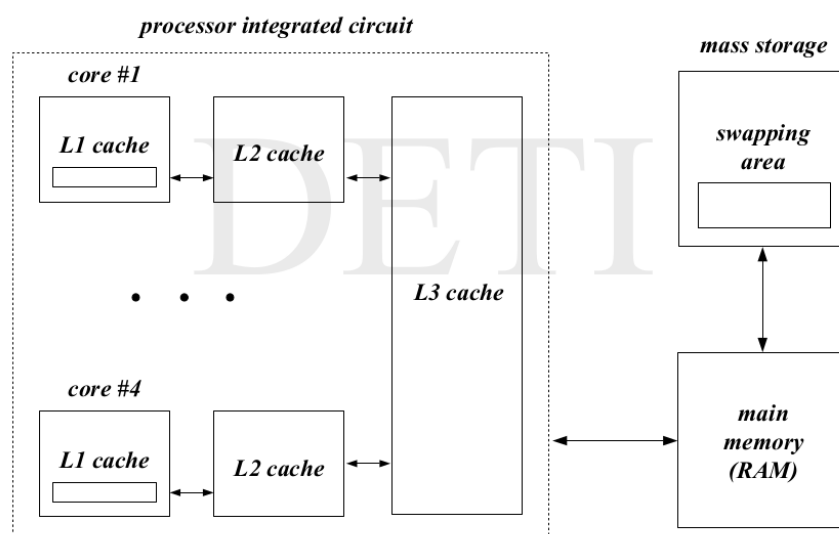 processor integrated circuit
mass storage
core #1
L1 cache
L2 cache
swapping
area
DETI
L3 cache
. . .
core #4
L1 cache
L2 cache
main
memory
(RAM)